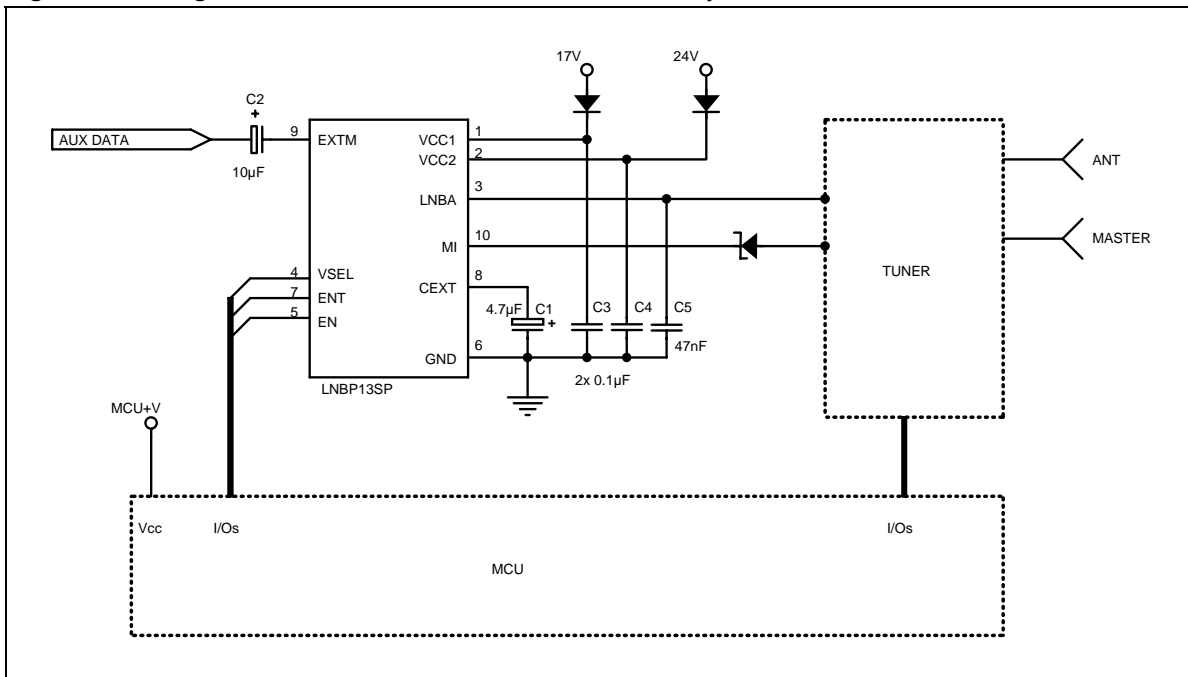 17V
24V
C2
+
AUX DATA
9
EXTM
VCC1
1
VCC2
2
10µF
LNBA
3
ANT
MI
10
MASTER
TUNER
4
VSEL
CEXT
8
7
ENT
4.7µF
C1
+
C3
C4
C5
5
EN
47nF
GND
6
2x 0.1µF
LNBP13SP
MCU+V
Vcc
I/Os
I/Os
MCU